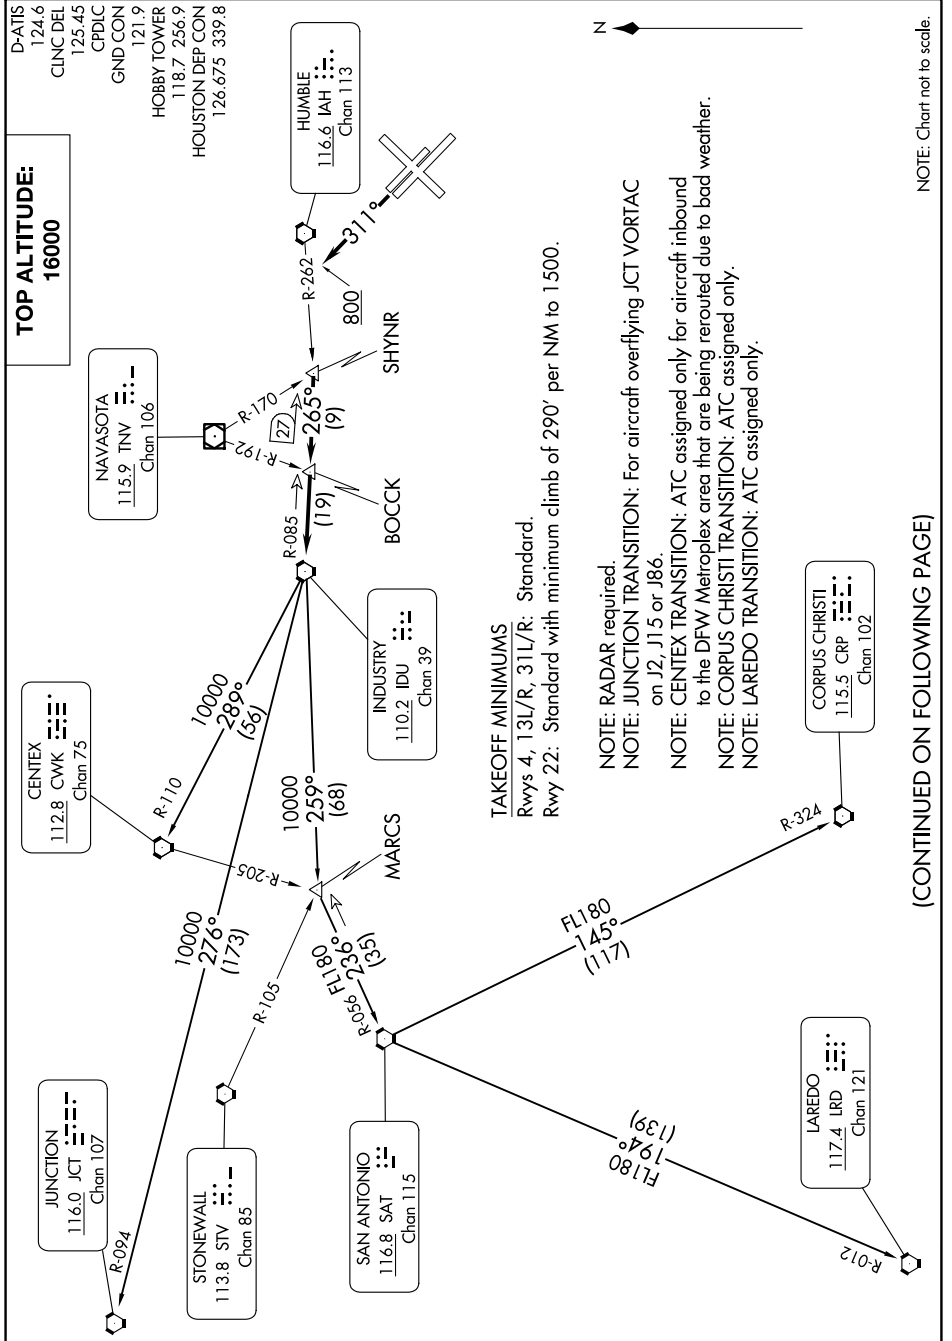 TOP ALTITUDE:
16000
D-ATIS
124.6
CLNC DEL
125.45
CPDLC
GND CON
121.9
HOBBY TOWER
118.7 256.9
HOUSTON DEP CON
126.675 339.8
JUNCTION
116.0 JCT
Chan 107
R-094
STONEWALL
113.8 STV
Chan 85
R-105
SAN ANTONIO
116.8 SAT
Chan 115
R-056
CENTEX
112.8 CWK
Chan 75
R-110
R-205
10000
276°
(173)
10000
289°
(56)
10000
259°
(68)
MARCS
FL180
236°
(35)
INDUSTRY
110.2 IDU
Chan 39
R-085
(19)
BOCCK
NAVASOTA
115.9 TNV
Chan 106
R-192
R-170
27
265°
(9)
SHYNR
HUMBLE
116.6 IAH
Chan 113
R-262
800
311°
N
FL180
194°
(139)
R-012
LAREDO
117.4 LRD
Chan 121
FL180
145°
(117)
R-324
CORPUS CHRISTI
115.5 CRP
Chan 102
TAKEOFF MINIMUMS
Rwys 4, 13L/R, 31L/R: Standard.
Rwy 22: Standard with minimum climb of 290' per NM to 1500.
NOTE: RADAR required.
NOTE: JUNCTION TRANSITION: For aircraft overflying JCT VORTAC
on J2, J15 or J86.
NOTE: CENTEX TRANSITION: ATC assigned only for aircraft inbound
to the DFW Metroplex area that are being rerouted due to bad weather.
NOTE: CORPUS CHRISTI TRANSITION: ATC assigned only.
NOTE: LAREDO TRANSITION: ATC assigned only.
(CONTINUED ON FOLLOWING PAGE)
NOTE: Chart not to scale.